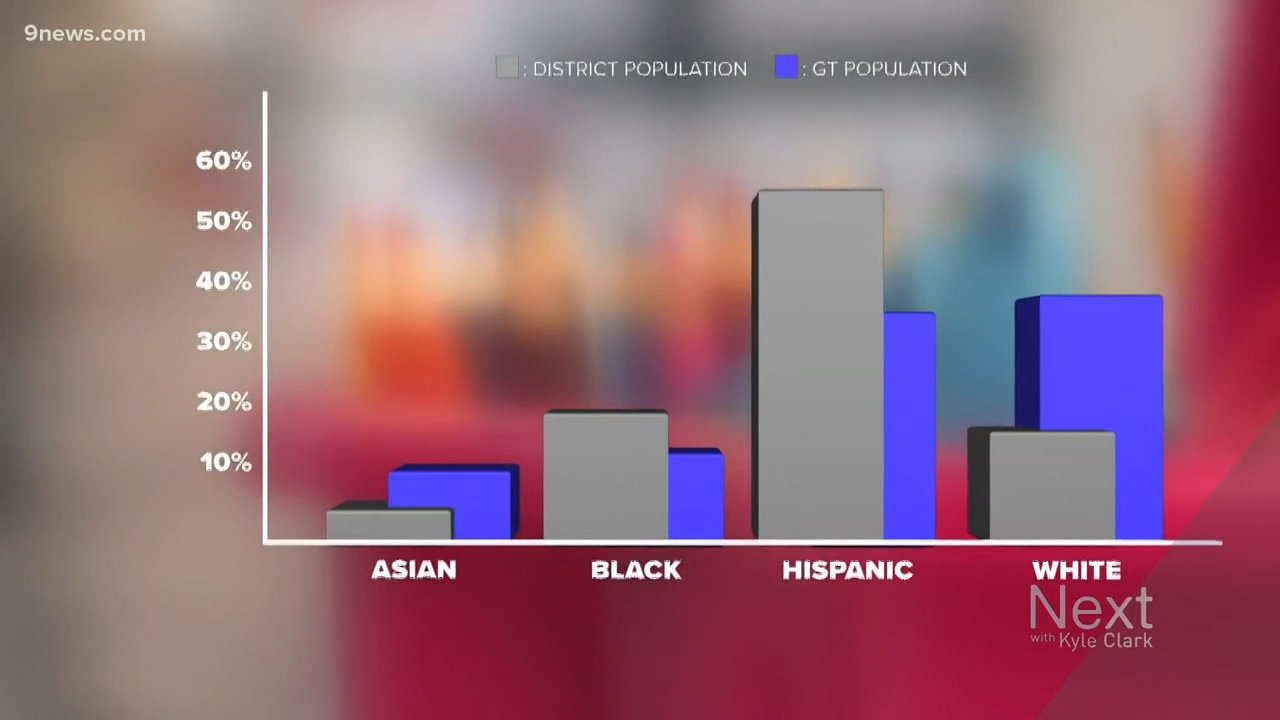 9news.com
: DISTRICT POPULATION : GT POPULATION
60%
50%
40%
30%
20%
10%
ASIAN BLACK HISPANIC WHITE
Next
with Kyle Clark